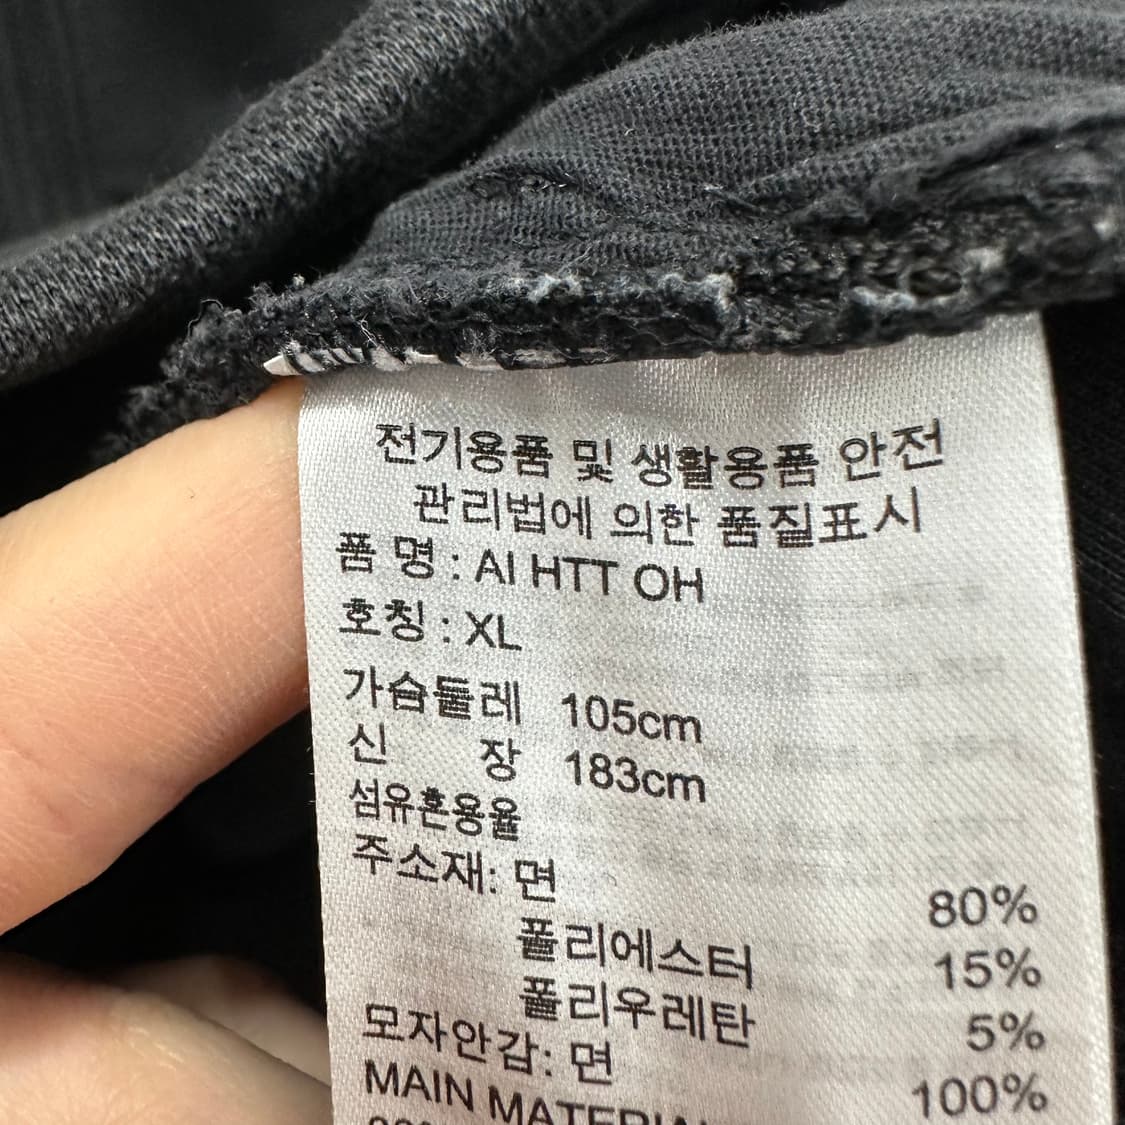 전기용품 및 생활용품 안전
관리법에 의한 품질표시
품 명 : AI HTT OH
호칭 : XL
가슴둘레 105cm
신 장 183cm
섬유혼용율
주소재: 면 80%
폴리에스터 15%
폴리우레탄 5%
모자안감: 면 100%
MAIN MATERIAL